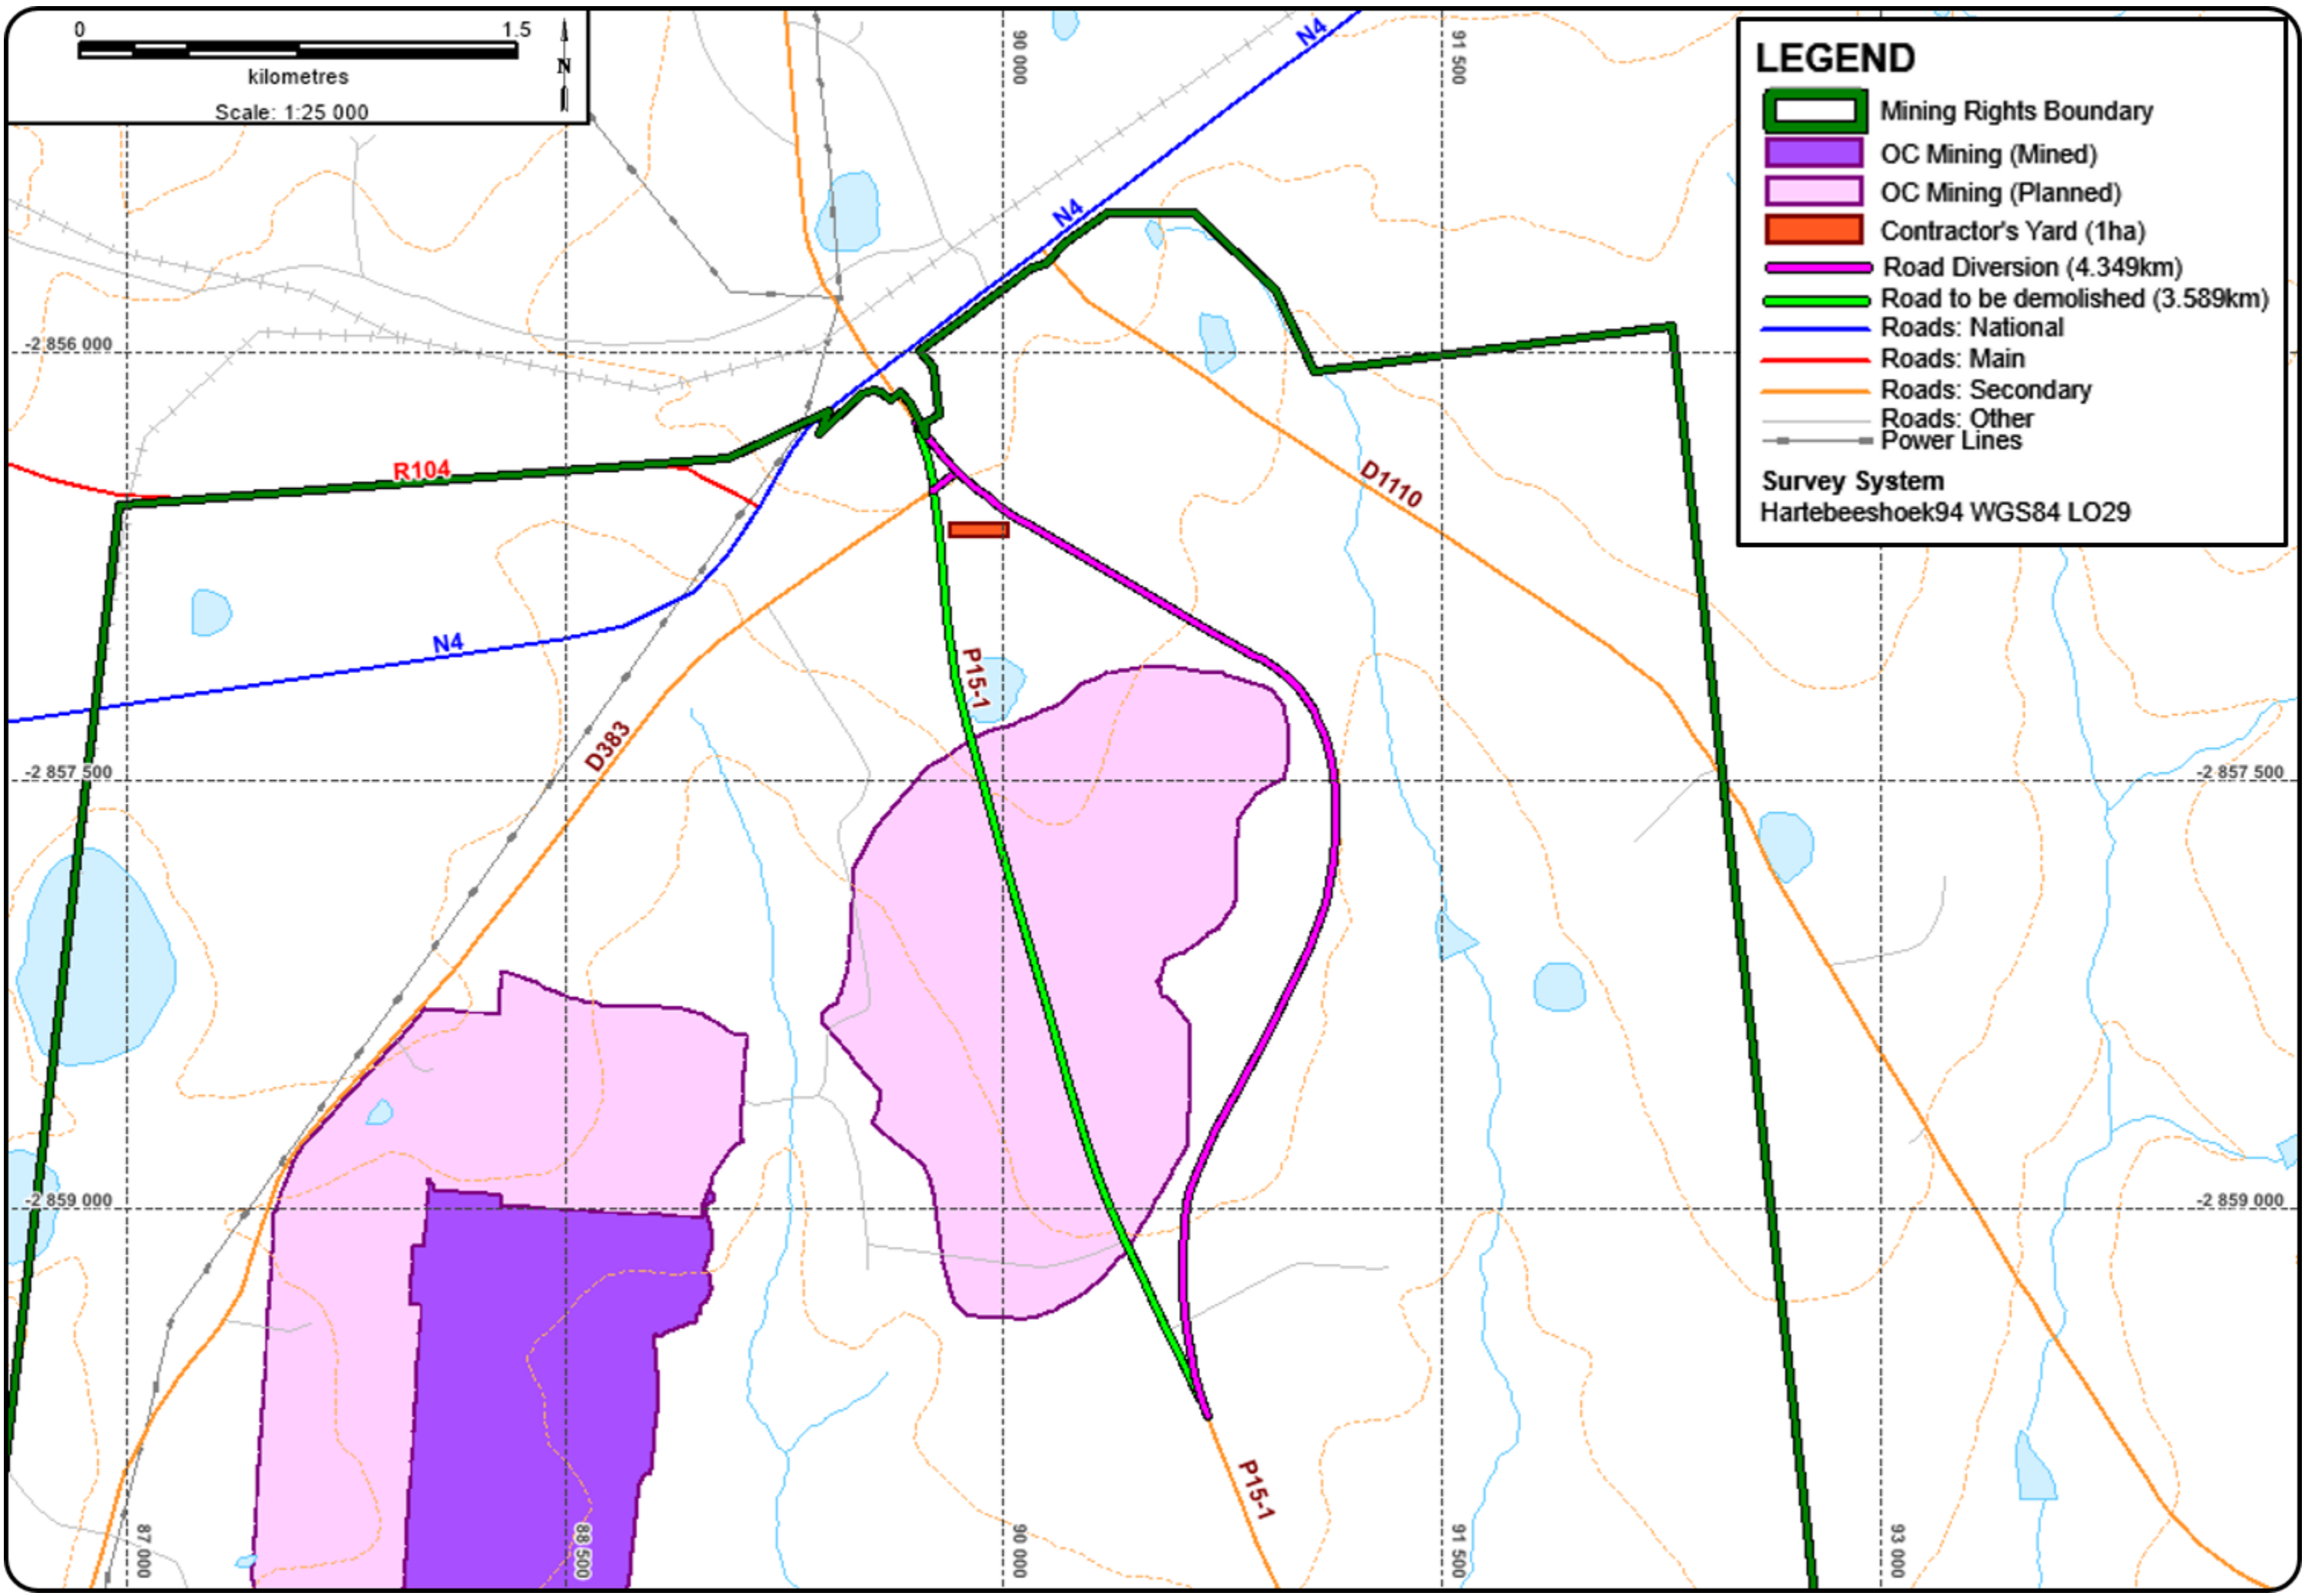 0 1.5
kilometres
Scale: 1:25 000
N
90 000
91 500
N4
LEGEND
Mining Rights Boundary
OC Mining (Mined)
OC Mining (Planned)
Contractor's Yard (1ha)
Road Diversion (4.349km)
Road to be demolished (3.589km)
Roads: National
Roads: Main
Roads: Secondary
Roads: Other
Power Lines
Survey System
Hartebeeshoek94 WGS84 LO29
N4
-2 856 000
R104
D1110
N4
P15-1
D383
-2 857 500
-2 857 500
-2 859 000
-2 859 000
P15-1
87 000
88 500
90 000
91 500
93 000